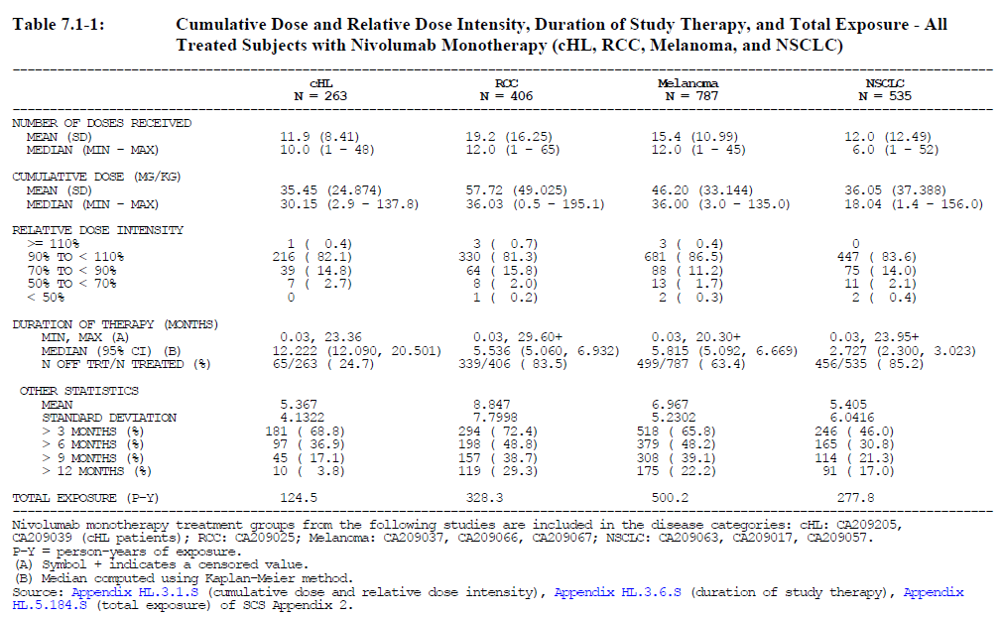 Table 7.1-1: Cumulative Dose and Relative Dose Intensity, Duration of Study Therapy, and Total Exposure - All
Treated Subjects with Nivolumab Monotherapy (cHL, RCC, Melanoma, and NSCLC)
cHL RCC Melanoma NSCLC
N = 263 N = 406 N = 787 N = 535
NUMBER OF DOSES RECEIVED
MEAN (SD) 11.9 (8.41) 19.2 (16.25) 15.4 (10.99) 12.0 (12.49)
MEDIAN (MIN - MAX) 10.0 (1 - 48) 12.0 (1 - 65) 12.0 (1 - 45) 6.0 (1 - 52)
CUMULATIVE DOSE (MG/KG)
MEAN (SD) 35.45 (24.874) 57.72 (49.025) 46.20 (33.144) 36.05 (37.388)
MEDIAN (MIN - MAX) 30.15 (2.9 - 137.8) 36.03 (0.5 - 195.1) 36.00 (3.0 - 135.0) 18.04 (1.4 - 156.0)
RELATIVE DOSE INTENSITY
>= 110% 1 ( 0.4) 3 ( 0.7) 3 ( 0.4) 0
90% TO < 110% 216 ( 82.1) 330 ( 81.3) 681 ( 86.5) 447 ( 83.6)
70% TO < 90% 39 ( 14.8) 64 ( 15.8) 88 ( 11.2) 75 ( 14.0)
50% TO < 70% 7 ( 2.7) 8 ( 2.0) 13 ( 1.7) 11 ( 2.1)
< 50% 0 1 ( 0.2) 2 ( 0.3) 2 ( 0.4)
DURATION OF THERAPY (MONTHS)
MIN, MAX (A) 0.03, 23.36 0.03, 29.60+ 0.03, 20.30+ 0.03, 23.95+
MEDIAN (95% CI) (B) 12.222 (12.090, 20.501) 5.536 (5.060, 6.932) 5.815 (5.092, 6.669) 2.727 (2.300, 3.023)
N OFF TRT/N TREATED (%) 65/263 ( 24.7) 339/406 ( 83.5) 499/787 ( 63.4) 456/535 ( 85.2)
OTHER STATISTICS
MEAN 5.367 8.847 6.967 5.405
STANDARD DEVIATION 4.1322 7.7998 5.2302 6.0416
> 3 MONTHS (%) 181 ( 68.8) 294 ( 72.4) 518 ( 65.8) 246 ( 46.0)
> 6 MONTHS (%) 97 ( 36.9) 198 ( 48.8) 379 ( 48.2) 165 ( 30.8)
> 9 MONTHS (%) 45 ( 17.1) 157 ( 38.7) 308 ( 39.1) 114 ( 21.3)
> 12 MONTHS (%) 10 ( 3.8) 119 ( 29.3) 175 ( 22.2) 91 ( 17.0)
TOTAL EXPOSURE (P-Y) 124.5 328.3 500.2 277.8
Nivolumab monotherapy treatment groups from the following studies are included in the disease categories: cHL: CA209205,
CA209039 (cHL patients); RCC: CA209025; Melanoma: CA209037, CA209066, CA209067; NSCLC: CA209063, CA209017, CA209057.
P-Y = person-years of exposure.
(A) Symbol + indicates a censored value.
(B) Median computed using Kaplan-Meier method.
Source: Appendix HL.3.1.S (cumulative dose and relative dose intensity), Appendix HL.3.6.S (duration of study therapy), Appendix
HL.5.184.S (total exposure) of SCS Appendix 2.